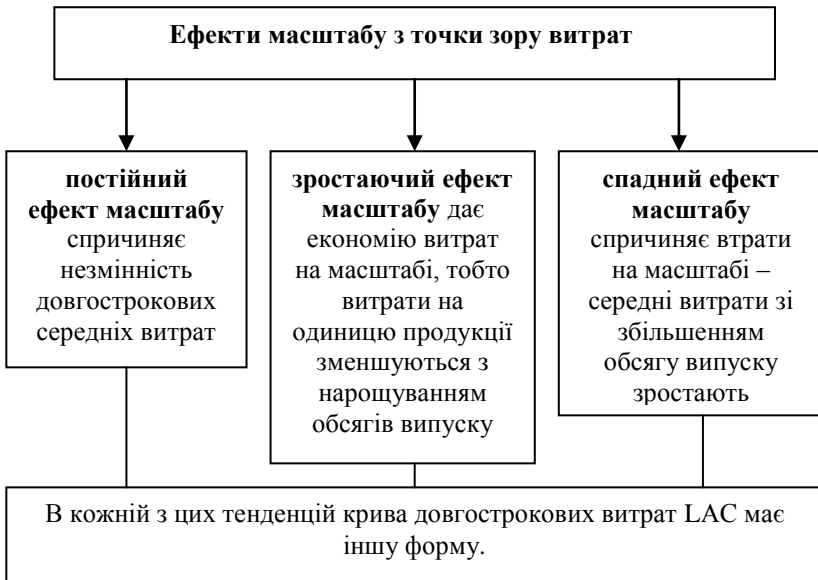 Ефекти масштабу з точки зору витрат
постійний
ефект масштабу
спричиняє
незмінність
довгострокових
середніх витрат
зростаючий ефект
масштабу дає
економію витрат
на масштабі, тобто
витрати на
одиницю продукції
зменшуються з
нарощуванням
обсягів випуску
спадний ефект
масштабу
спричиняє втрати
на масштабі –
середні витрати зі
збільшенням
обсягу випуску
зростають
В кожній з цих тенденцій крива довгострокових витрат LAC має
іншу форму.